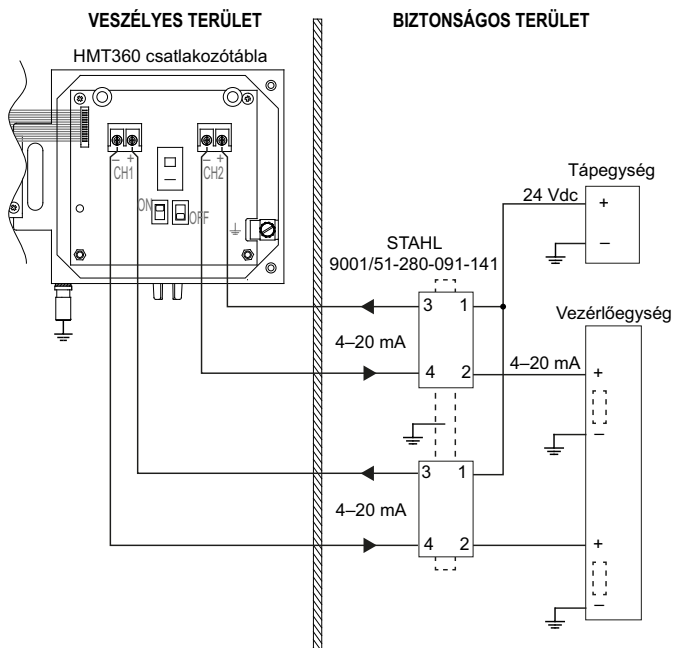 VESZÉLYES TERÜLET
BIZTONSÁGOS TERÜLET
HMT360 csatlakozótábla
– +
CH1
– +
CH2
ON
OFF
Tápegység
24 Vdc
+
–
STAHL
9001/51-280-091-141
3 1
4–20 mA
4 2
Vezérlőegység
4–20 mA
+
–
3 1
4–20 mA
4 2
+
–